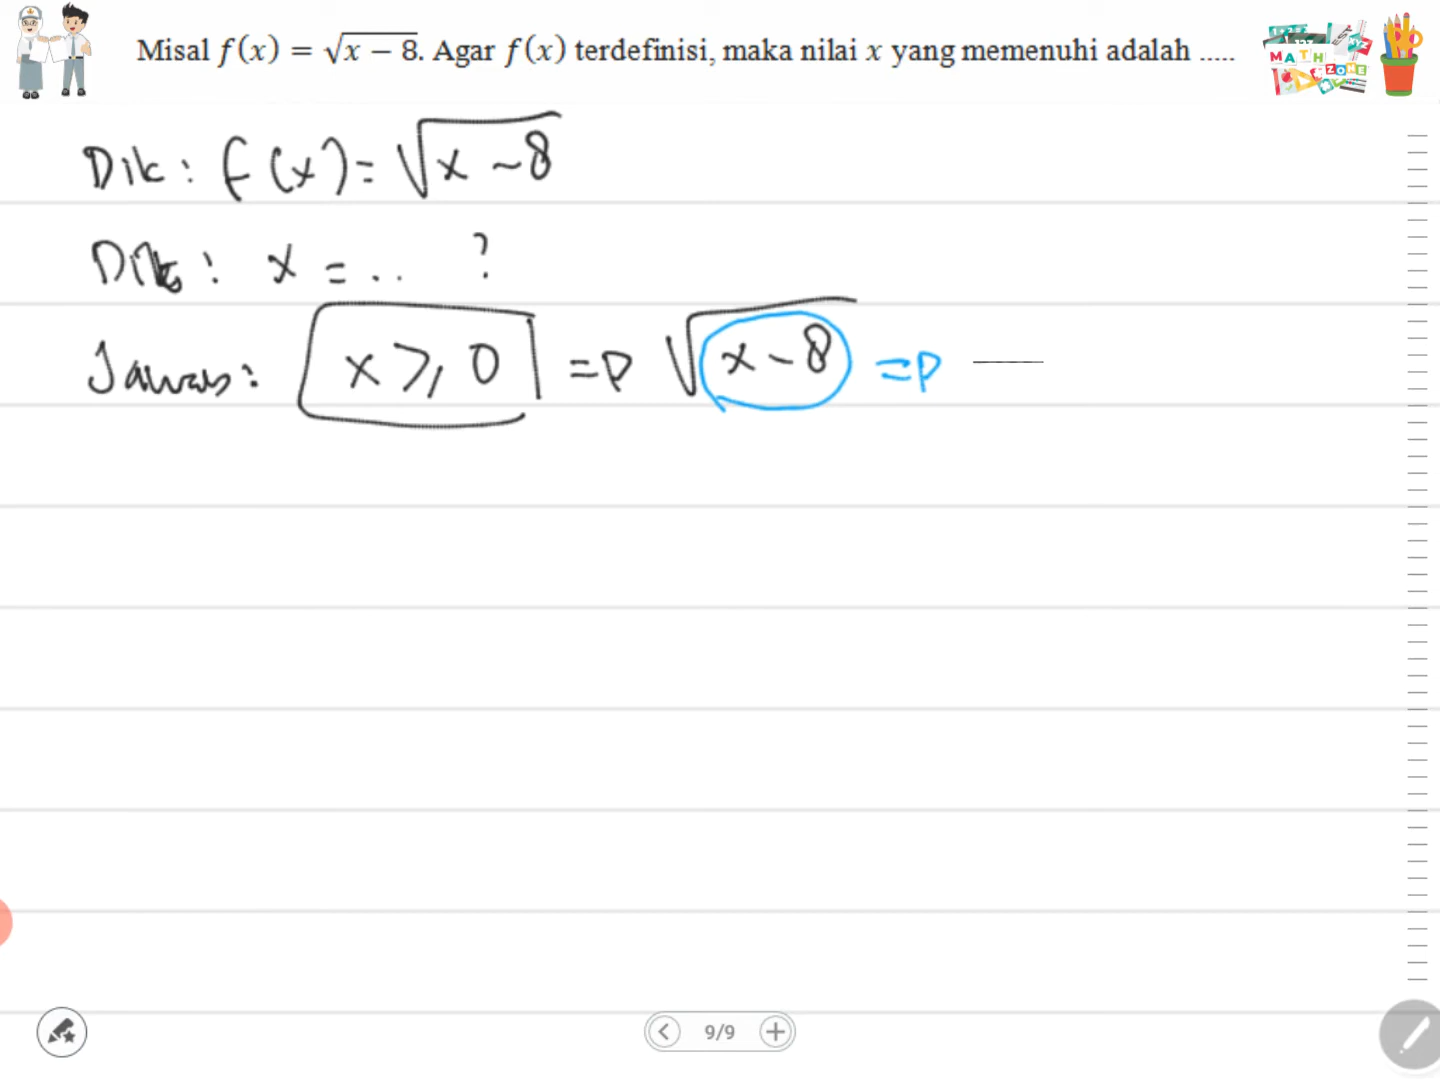 Misal f(x) = √x − 8. Agar f(x) terdefinisi, maka nilai x yang memenuhi adalah .....
MATH
ZONE
Dik : f(x) = √x − 8
Dit : x = .. ?
Jawab : x ≥ 0 ⇒ √x − 8 ⇒
9/9